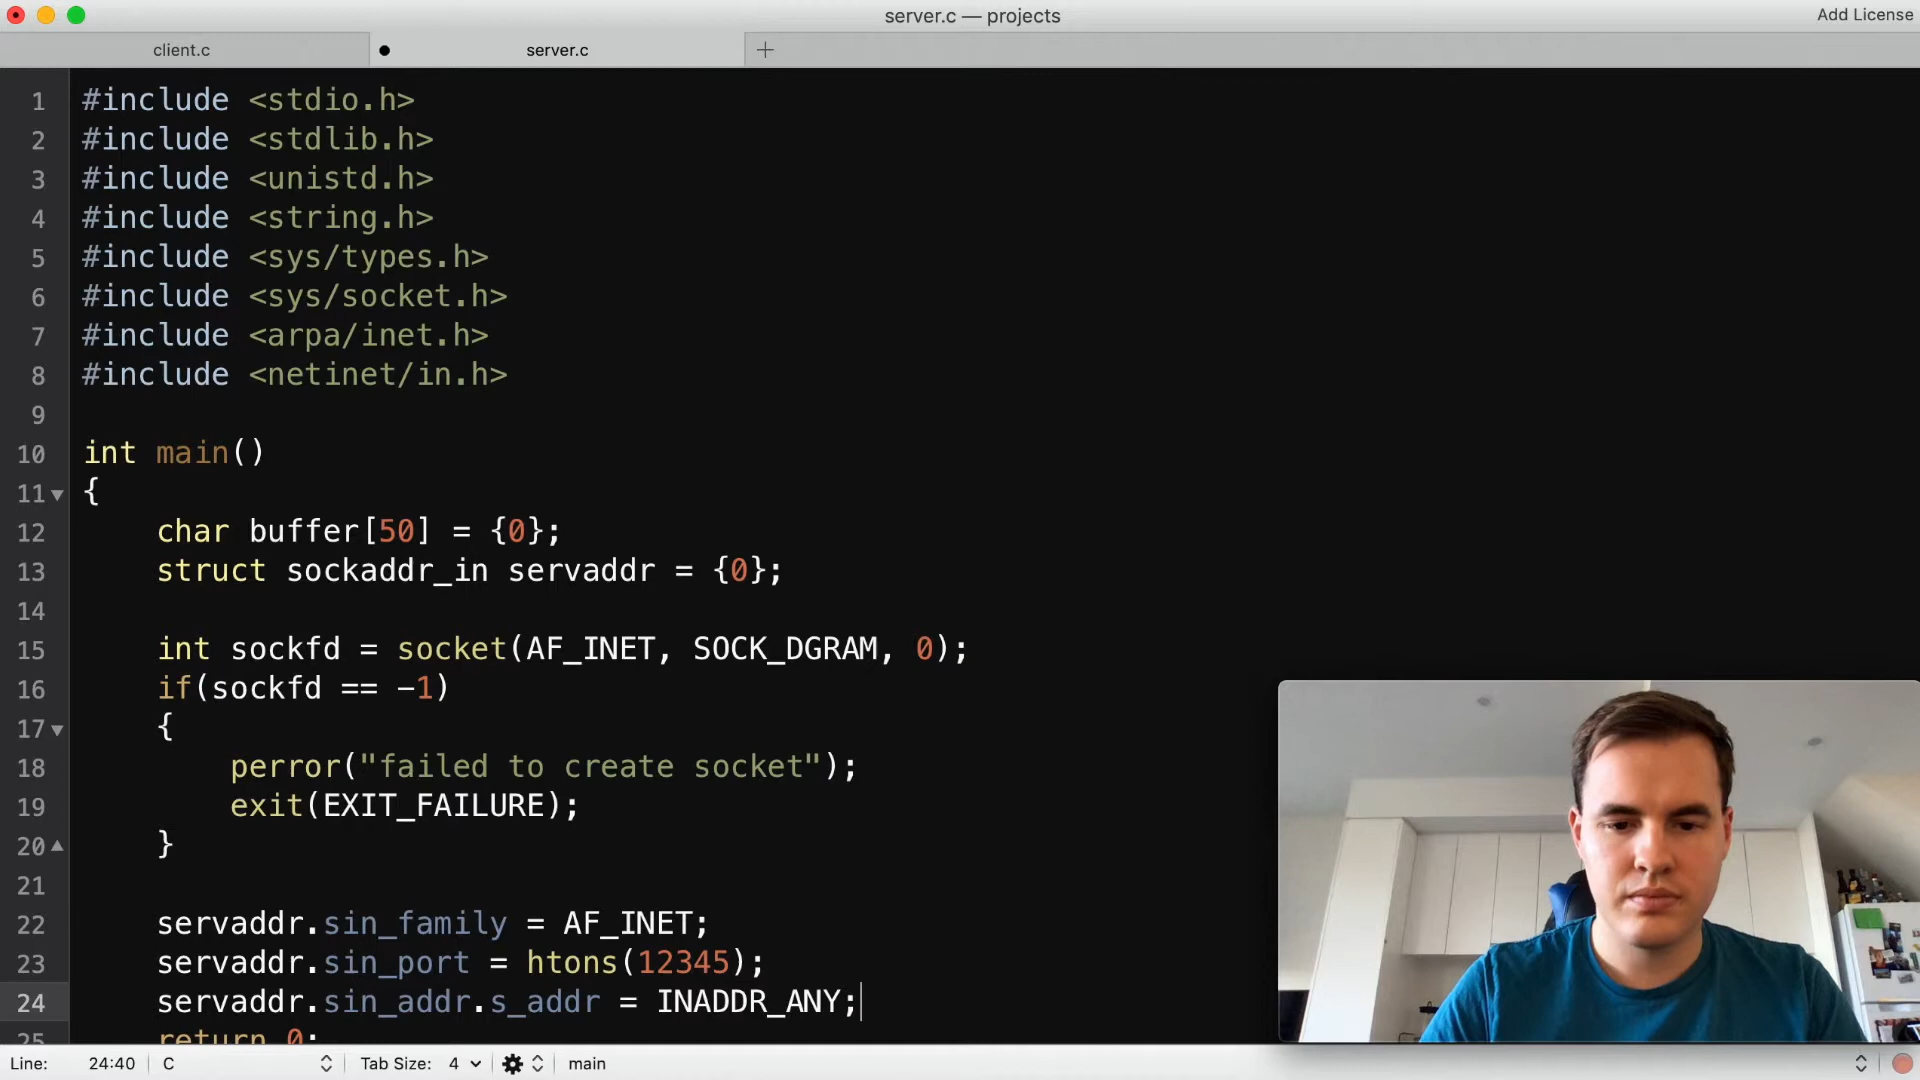 server.c — projects
Add License
client.c
server.c
1 #include <stdio.h>
2 #include <stdlib.h>
3 #include <unistd.h>
4 #include <string.h>
5 #include <sys/types.h>
6 #include <sys/socket.h>
7 #include <arpa/inet.h>
8 #include <netinet/in.h>
9
10 int main()
11 {
12 char buffer[50] = {0};
13 struct sockaddr_in servaddr = {0};
14
15 int sockfd = socket(AF_INET, SOCK_DGRAM, 0);
16 if(sockfd == -1)
17 {
18 perror("failed to create socket");
19 exit(EXIT_FAILURE);
20 }
21
22 servaddr.sin_family = AF_INET;
23 servaddr.sin_port = htons(12345);
24 servaddr.sin_addr.s_addr = INADDR_ANY;
25 return 0;
Line: 24:40 C Tab Size: 4 main